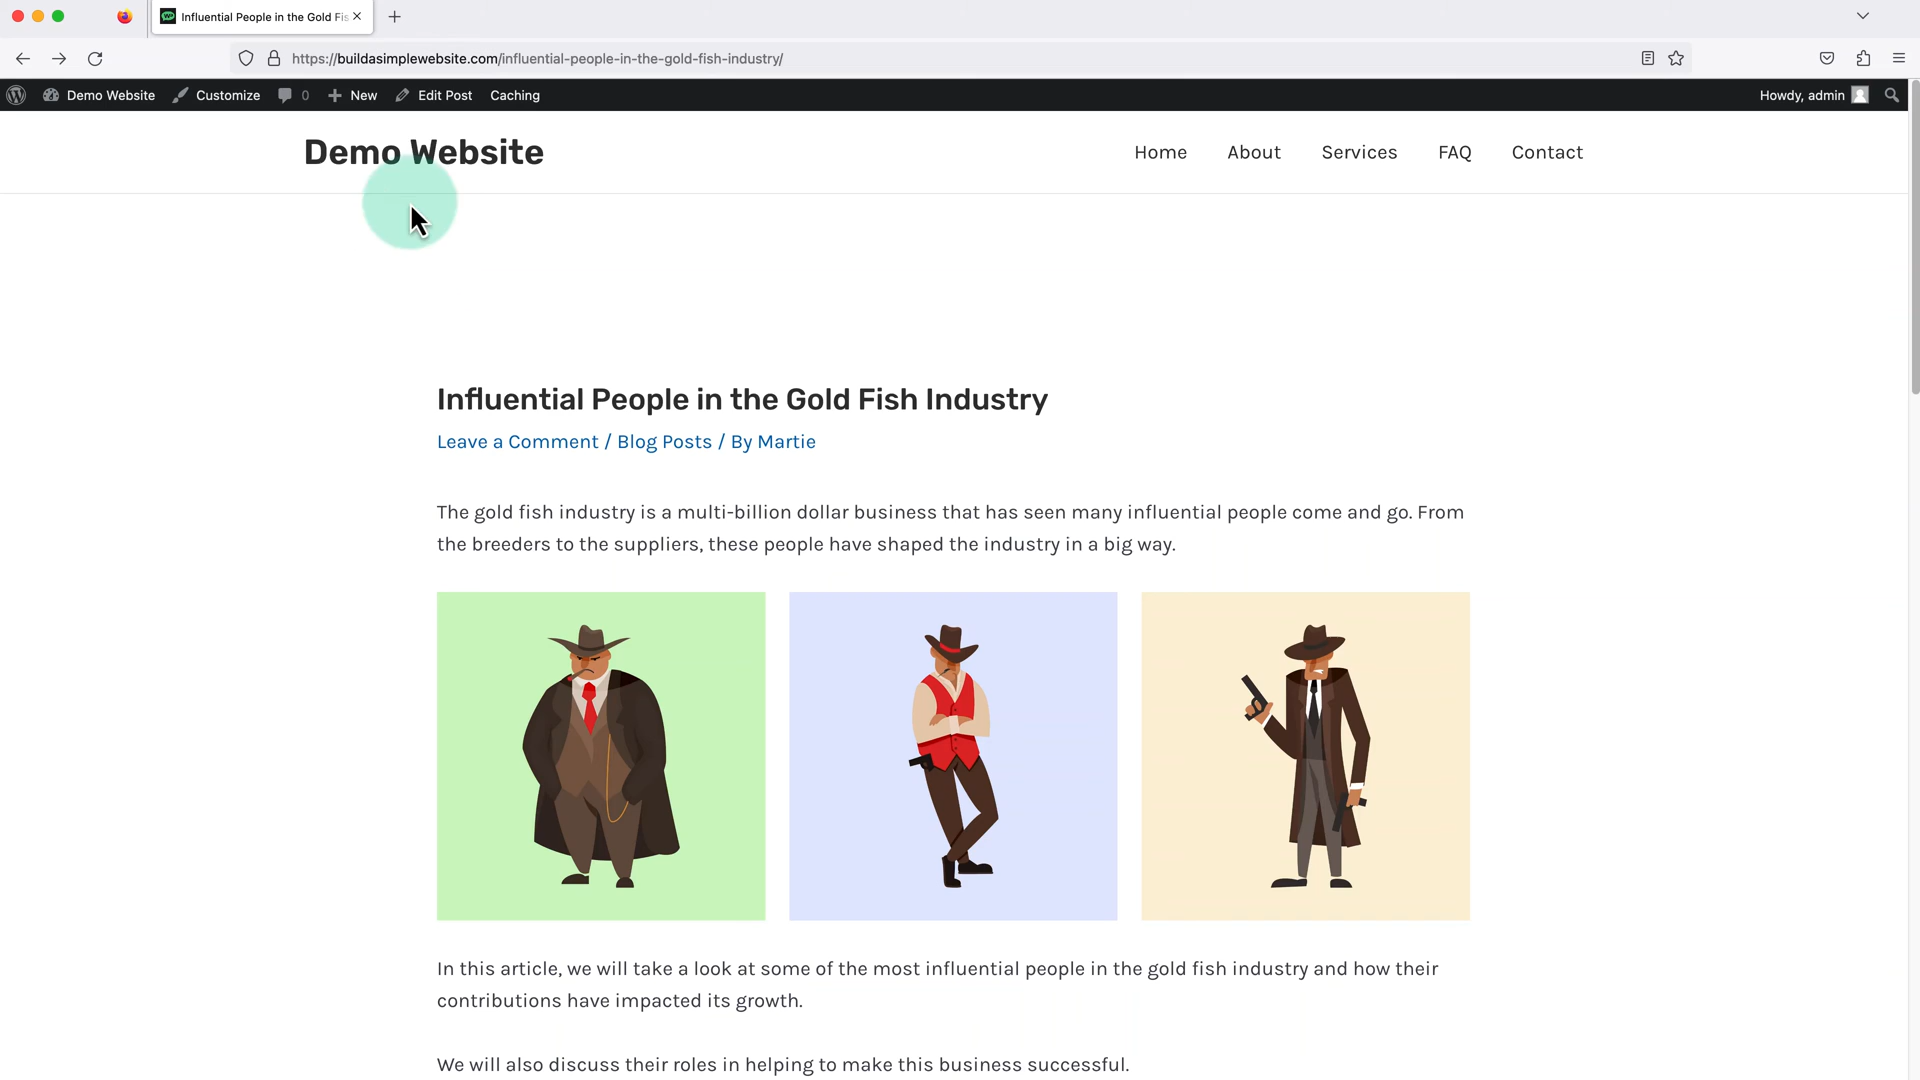 Influential People in the Gold Fis
https://buildasimplewebsite.com/influential-people-in-the-gold-fish-industry/
Demo Website Customize 0 New Edit Post Caching Howdy, admin
Demo Website Home About Services FAQ Contact
Influential People in the Gold Fish Industry
Leave a Comment / Blog Posts / By Martie
The gold fish industry is a multi-billion dollar business that has seen many influential people come and go. From
the breeders to the suppliers, these people have shaped the industry in a big way.
In this article, we will take a look at some of the most influential people in the gold fish industry and how their
contributions have impacted its growth.
We will also discuss their roles in helping to make this business successful.